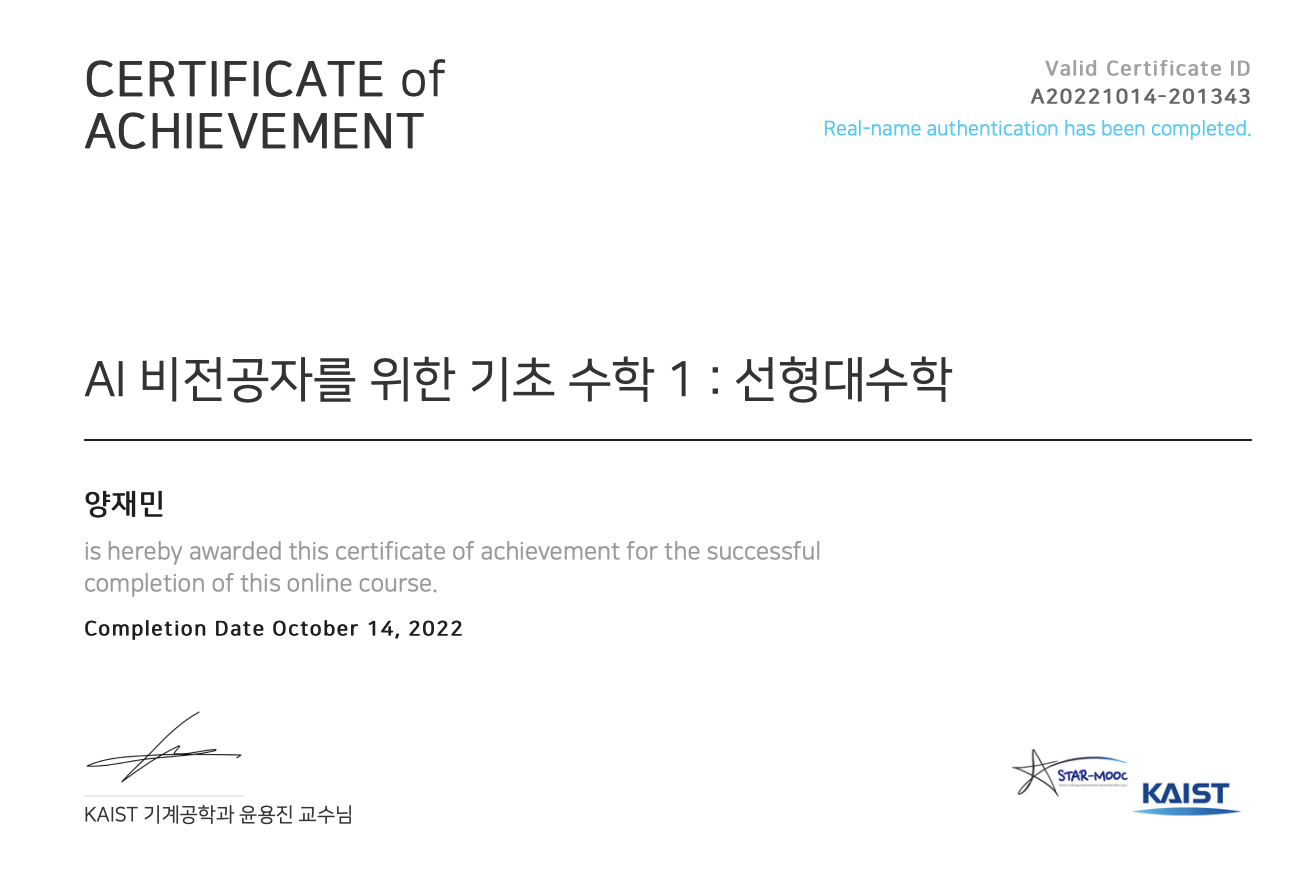 CERTIFICATE of
ACHIEVEMENT
Valid Certificate ID
A20221014-201343
Real-name authentication has been completed.
AI 비전공자를 위한 기초 수학 1 : 선형대수학
양재민
is hereby awarded this certificate of achievement for the successful
completion of this online course.
Completion Date October 14, 2022
KAIST 기계공학과 윤용진 교수님
STAR-MOOC
KAIST